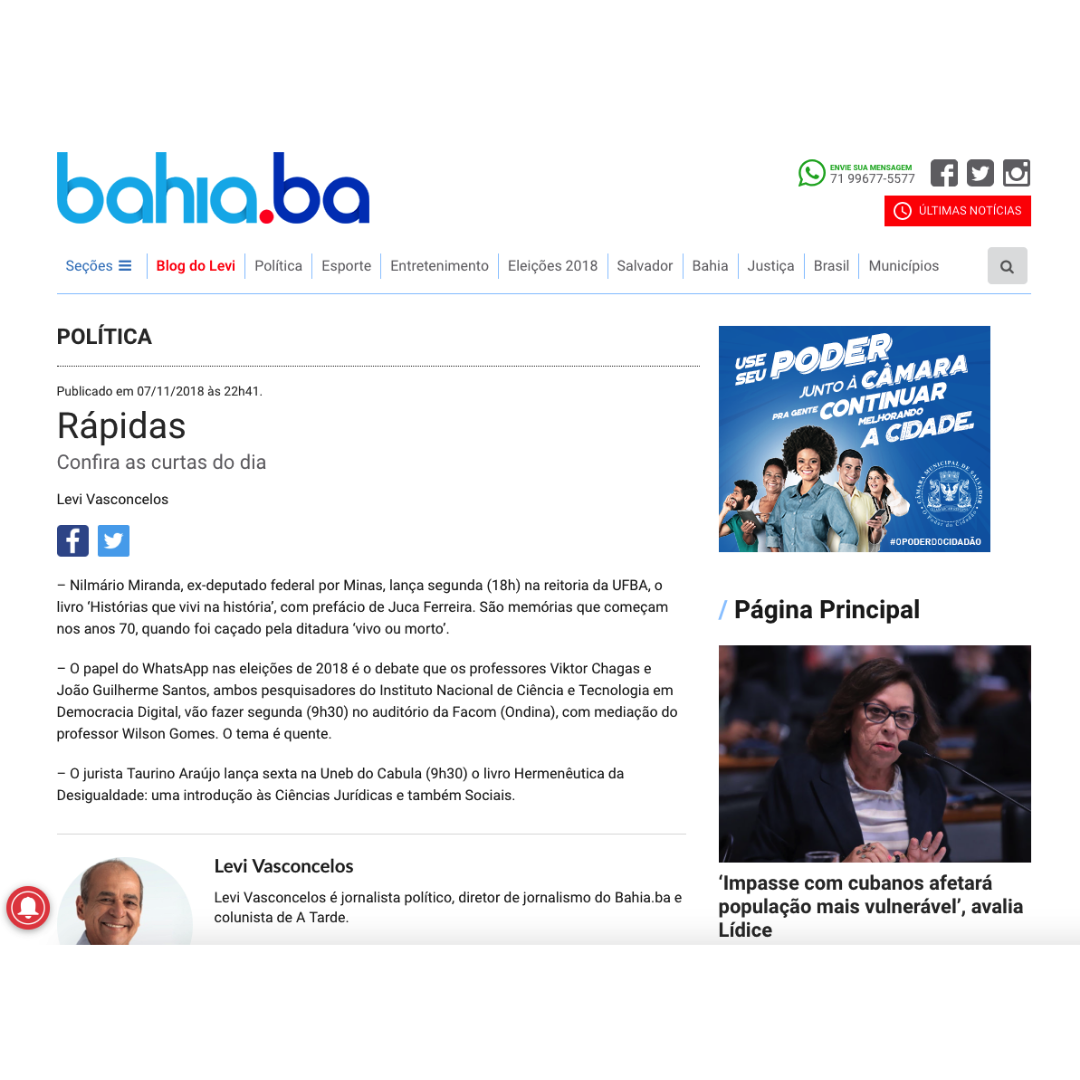 bahia.ba
ENVIE SUA MENSAGEM
71 99677-5577
ÚLTIMAS NOTÍCIAS
Seções
Blog do Levi
Política
Esporte
Entretenimento
Eleições 2018
Salvador
Bahia
Justiça
Brasil
Municípios
POLÍTICA
Publicado em 07/11/2018 às 22h41.
Rápidas
Confira as curtas do dia
Levi Vasconcelos
– Nilmário Miranda, ex-deputado federal por Minas, lança segunda (18h) na reitoria da UFBA, o
livro ‘Histórias que vivi na história’, com prefácio de Juca Ferreira. São memórias que começam
nos anos 70, quando foi caçado pela ditadura ‘vivo ou morto’.
– O papel do WhatsApp nas eleições de 2018 é o debate que os professores Viktor Chagas e
João Guilherme Santos, ambos pesquisadores do Instituto Nacional de Ciência e Tecnologia em
Democracia Digital, vão fazer segunda (9h30) no auditório da Facom (Ondina), com mediação do
professor Wilson Gomes. O tema é quente.
– O jurista Taurino Araújo lança sexta na Uneb do Cabula (9h30) o livro Hermenêutica da
Desigualdade: uma introdução às Ciências Jurídicas e também Sociais.
Levi Vasconcelos
Levi Vasconcelos é jornalista político, diretor de jornalismo do Bahia.ba e
colunista de A Tarde.
USE SEU PODER
JUNTO À CÂMARA
PRA GENTE CONTINUAR
MELHORANDO
A CIDADE.
CÂMARA MUNICIPAL DE SALVADOR
O Poder do Cidadão
#OPODERDOCIDADÃO
/ Página Principal
‘Impasse com cubanos afetará
população mais vulnerável’, avalia
Lídice